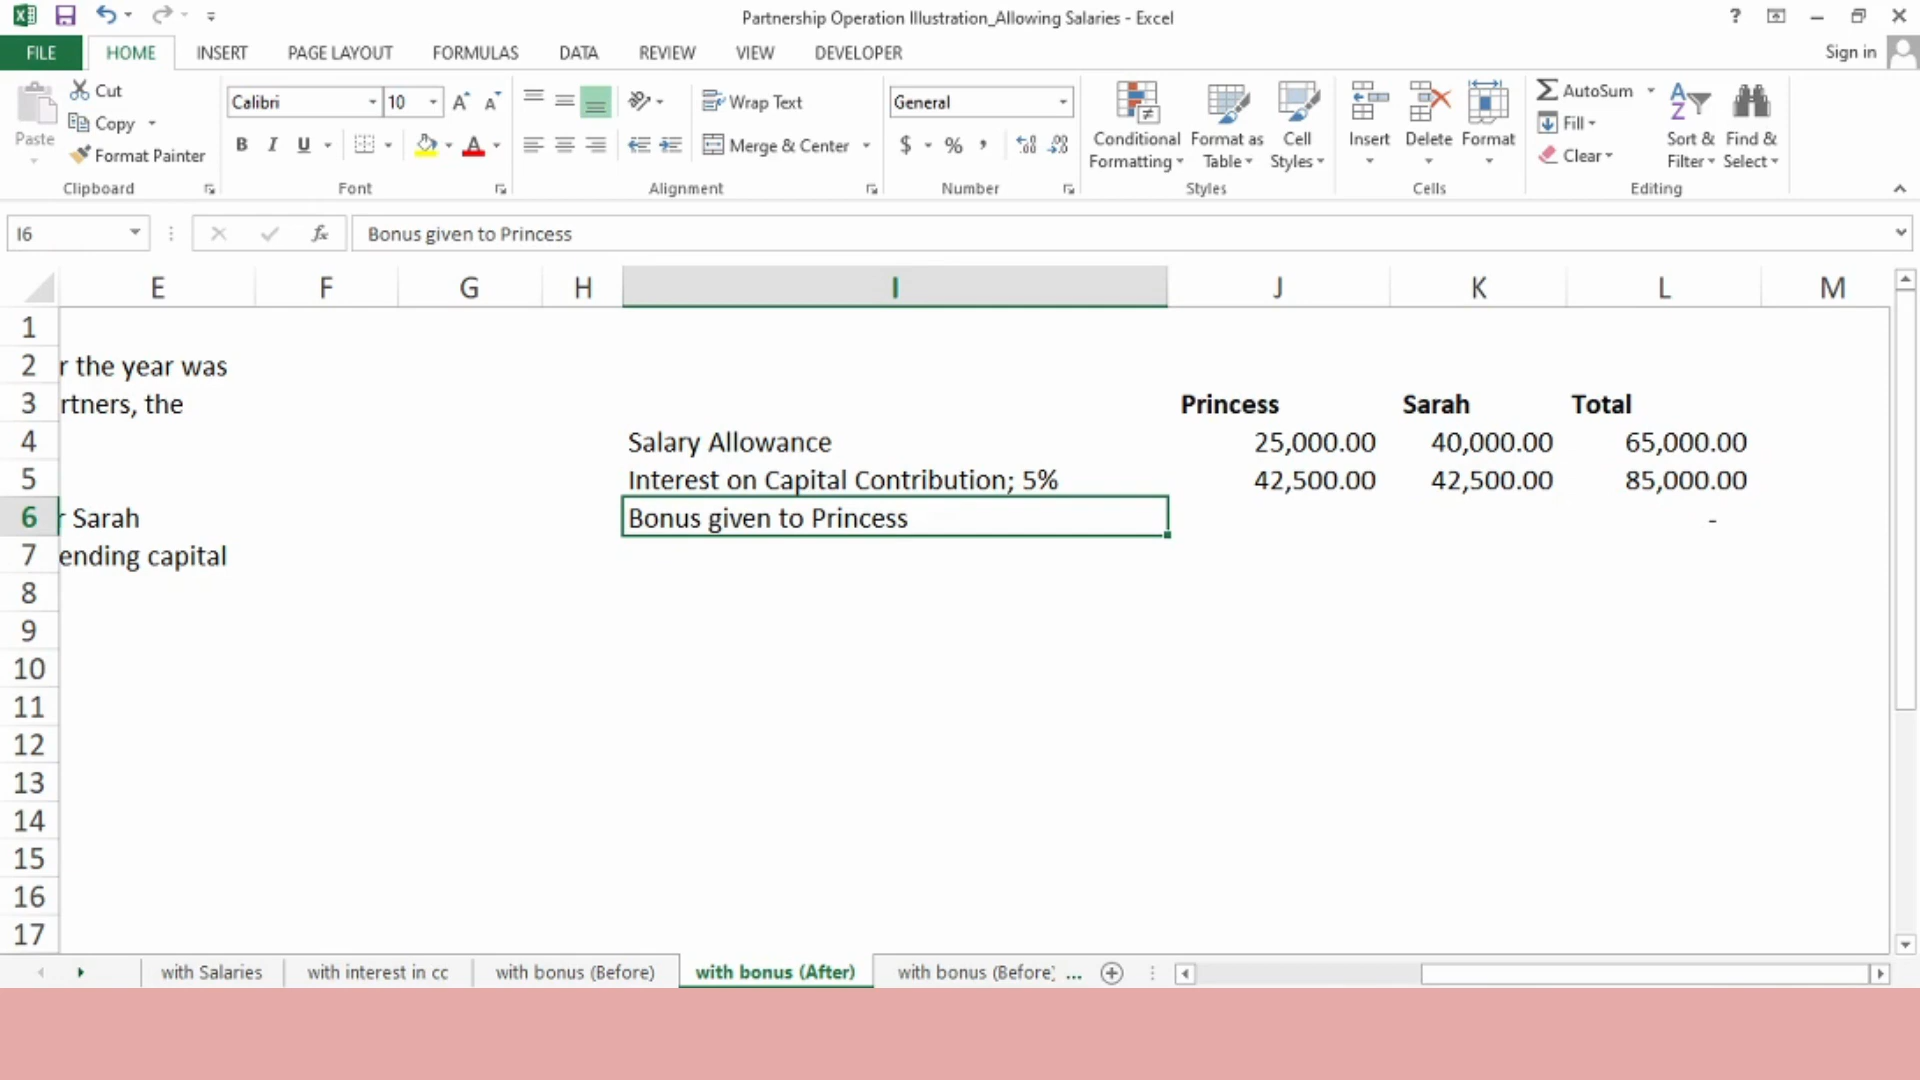 Partnership Operation Illustration_Allowing Salaries - Excel
?
FILE HOME INSERT PAGE LAYOUT FORMULAS DATA REVIEW VIEW DEVELOPER Sign in
Paste
Cut
Copy
Format Painter
Clipboard
Calibri 10
B I U
Font
Wrap Text
Merge & Center
Alignment
General
$ %
Number
Conditional Formatting
Format as Table
Cell Styles
Styles
Insert Delete Format
Cells
AutoSum
Fill
Clear
Sort & Filter
Find & Select
Editing
I6 fx Bonus given to Princess
E F G H I J K L M
1
2 r the year was
3 rtners, the Princess Sarah Total
4 Salary Allowance 25,000.00 40,000.00 65,000.00
5 Interest on Capital Contribution; 5% 42,500.00 42,500.00 85,000.00
6 r Sarah Bonus given to Princess -
7 ending capital
8
9
10
11
12
13
14
15
16
17
with Salaries with interest in cc with bonus (Before) with bonus (After) with bonus (Before) ...